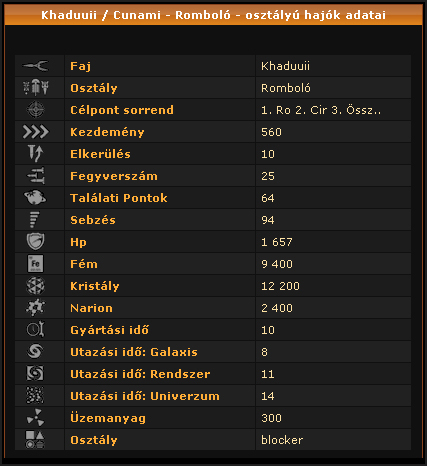 Khaduuii / Cunami - Romboló - osztályú hajók adatai
Faj Khaduuii
Osztály Romboló
Célpont sorrend 1. Ro 2. Cir 3. Össz..
Kezdemény 560
Elkerülés 10
Fegyverszám 25
Találati Pontok 64
Sebzés 94
Hp 1 657
Fe Fém 9 400
Kristály 12 200
Narion 2 400
Gyártási idő 10
Utazási idő: Galaxis 8
Utazási idő: Rendszer 11
Utazási idő: Univerzum 14
Üzemanyag 300
Osztály blocker